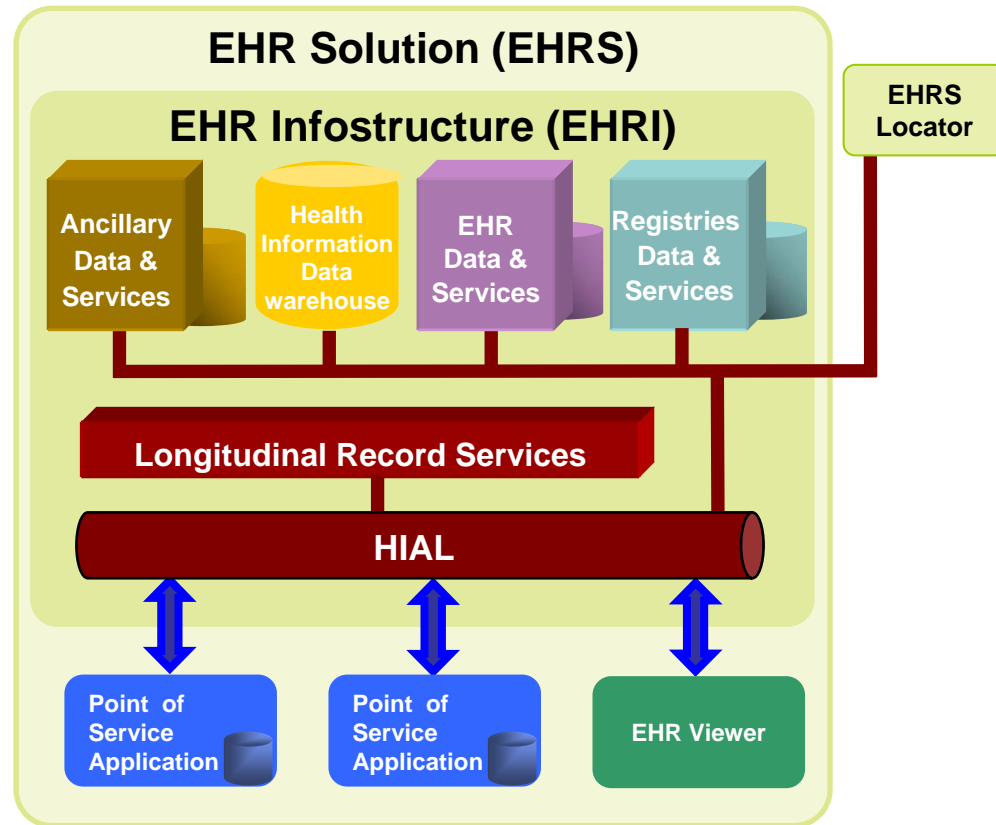 EHR Solution (EHRS)
EHRS
Locator
EHR Infostructure (EHRI)
Ancillary
Data &
Services
Health
Information
Data
warehouse
EHR
Data &
Services
Registries
Data &
Services
Longitudinal Record Services
HIAL
Point of
Service
Application
Point of
Service
Application
EHR Viewer